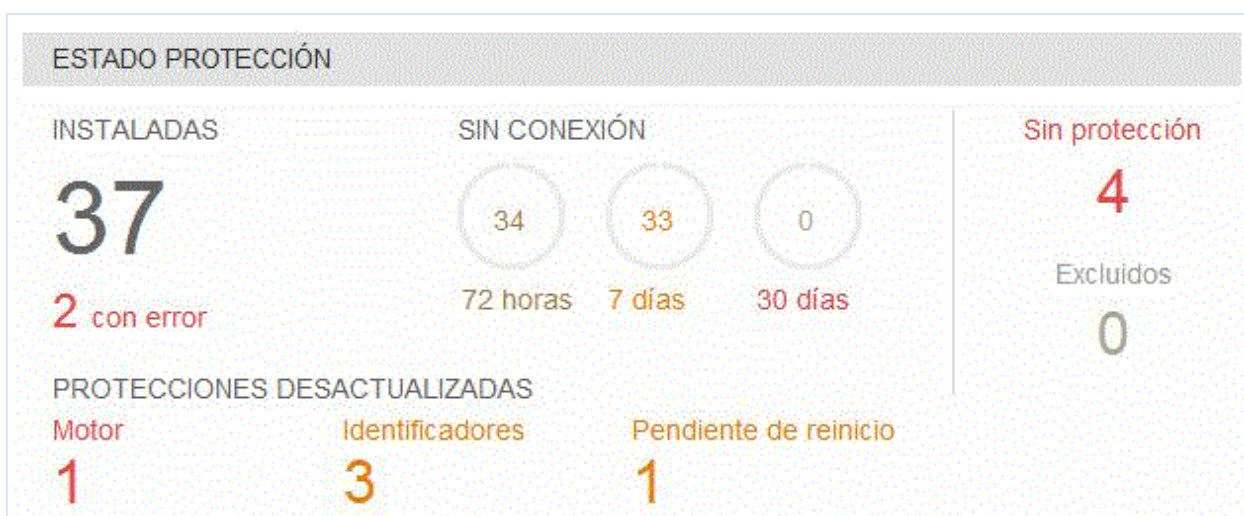 ESTADO PROTECCIÓN
INSTALADAS
37
2 con error
SIN CONEXIÓN
34 33 0
72 horas 7 días 30 días
Sin protección
4
Excluidos
0
PROTECCIONES DESACTUALIZADAS
Motor Identificadores Pendiente de reinicio
1 3 1